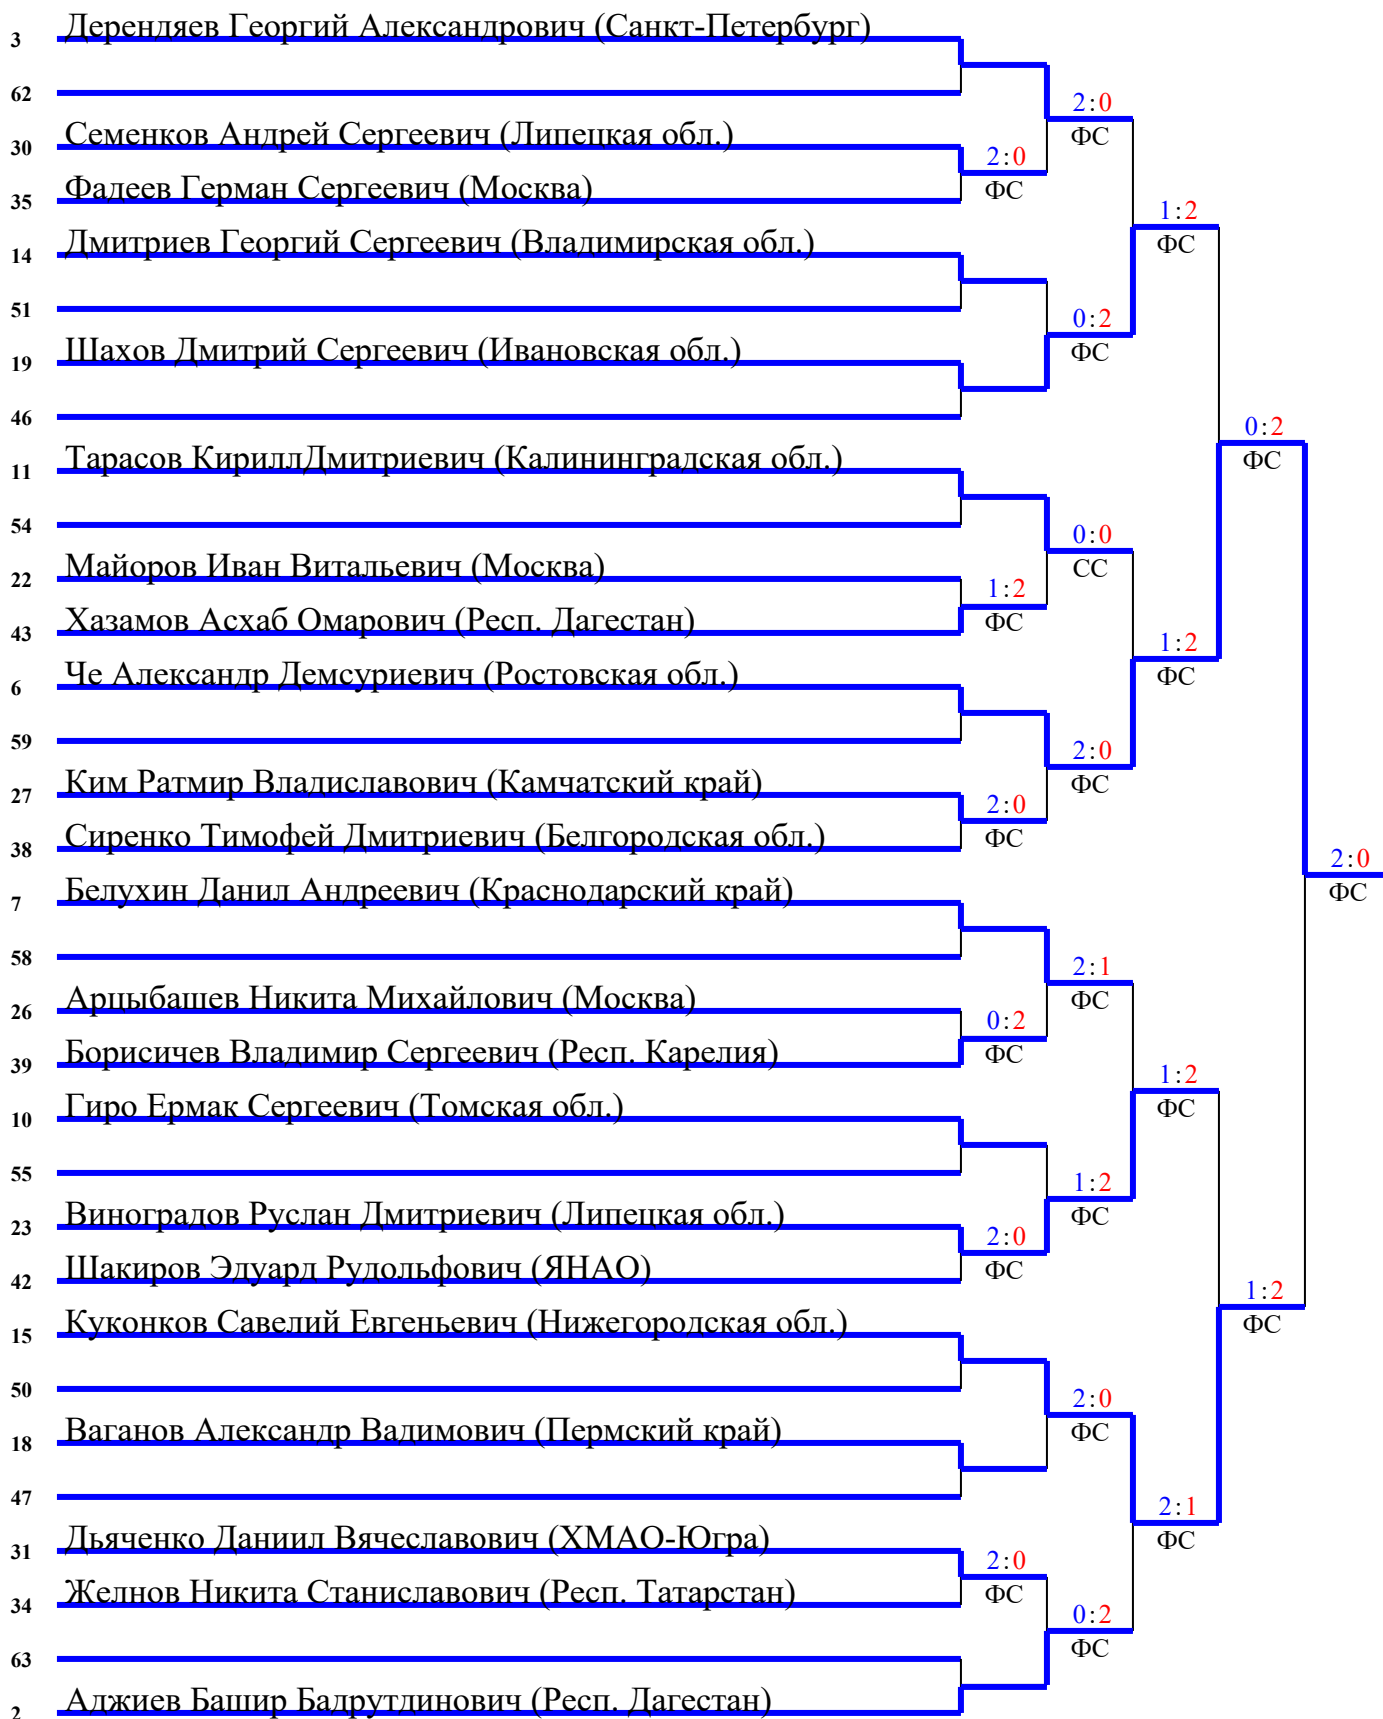 3 Дерендяев Георгий Александрович (Санкт-Петербург)
62
2:0
ФС
30 Семенков Андрей Сергеевич (Липецкая обл.)
2:0
ФС
35 Фадеев Герман Сергеевич (Москва)
1:2
ФС
14 Дмитриев Георгий Сергеевич (Владимирская обл.)
51
0:2
ФС
19 Шахов Дмитрий Сергеевич (Ивановская обл.)
46
0:2
ФС
11 Тарасов КириллДмитриевич (Калининградская обл.)
54
0:0
СС
22 Майоров Иван Витальевич (Москва)
1:2
ФС
43 Хазамов Асхаб Омарович (Респ. Дагестан)
1:2
ФС
6 Че Александр Демсуриевич (Ростовская обл.)
59
2:0
ФС
27 Ким Ратмир Владиславович (Камчатский край)
2:0
ФС
38 Сиренко Тимофей Дмитриевич (Белгородская обл.)
2:0
ФС
7 Белухин Данил Андреевич (Краснодарский край)
58
2:1
ФС
26 Арцыбашев Никита Михайлович (Москва)
0:2
ФС
39 Борисичев Владимир Сергеевич (Респ. Карелия)
1:2
ФС
10 Гиро Ермак Сергеевич (Томская обл.)
55
1:2
ФС
23 Виноградов Руслан Дмитриевич (Липецкая обл.)
2:0
ФС
42 Шакиров Эдуард Рудольфович (ЯНАО)
1:2
ФС
15 Куконков Савелий Евгеньевич (Нижегородская обл.)
50
2:0
ФС
18 Ваганов Александр Вадимович (Пермский край)
47
2:1
ФС
31 Дьяченко Даниил Вячеславович (ХМАО-Югра)
2:0
ФС
34 Желнов Никита Станиславович (Респ. Татарстан)
0:2
ФС
63
2 Аджиев Башир Бадрутдинович (Респ. Дагестан)